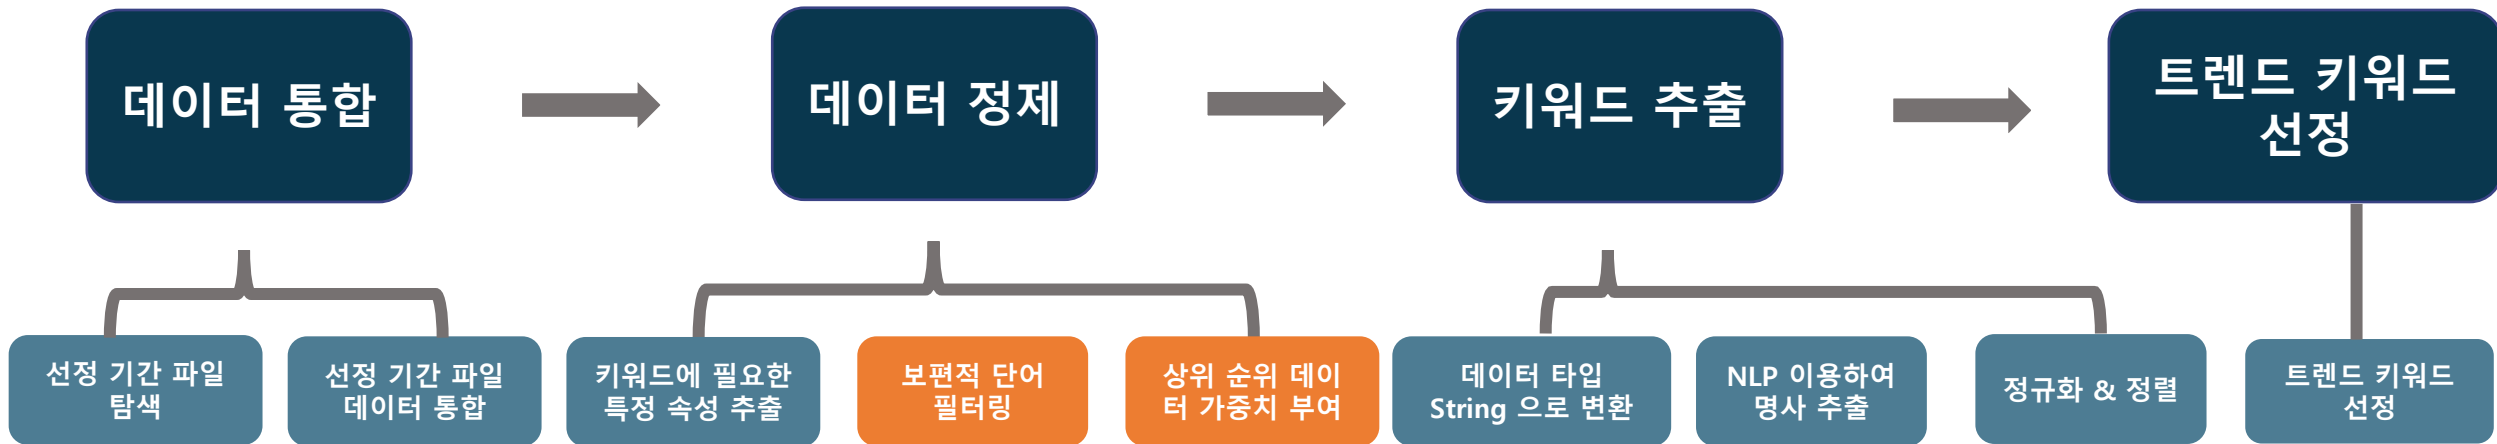 데이터 통합
데이터 정제
키워드 추출
트렌드 키워드
선정
선정 기간 파일
탐색
선정 기간 파일
데이터 통합
키워드에 필요한
특정 속성 추출
브랜드 네임
필터링
상위 순위 데이
터 가중치 부여
데이터 타입
String 으로 변환
NLP 이용하여
명사 추출
정규화 & 정렬
트렌드 키워드
선정